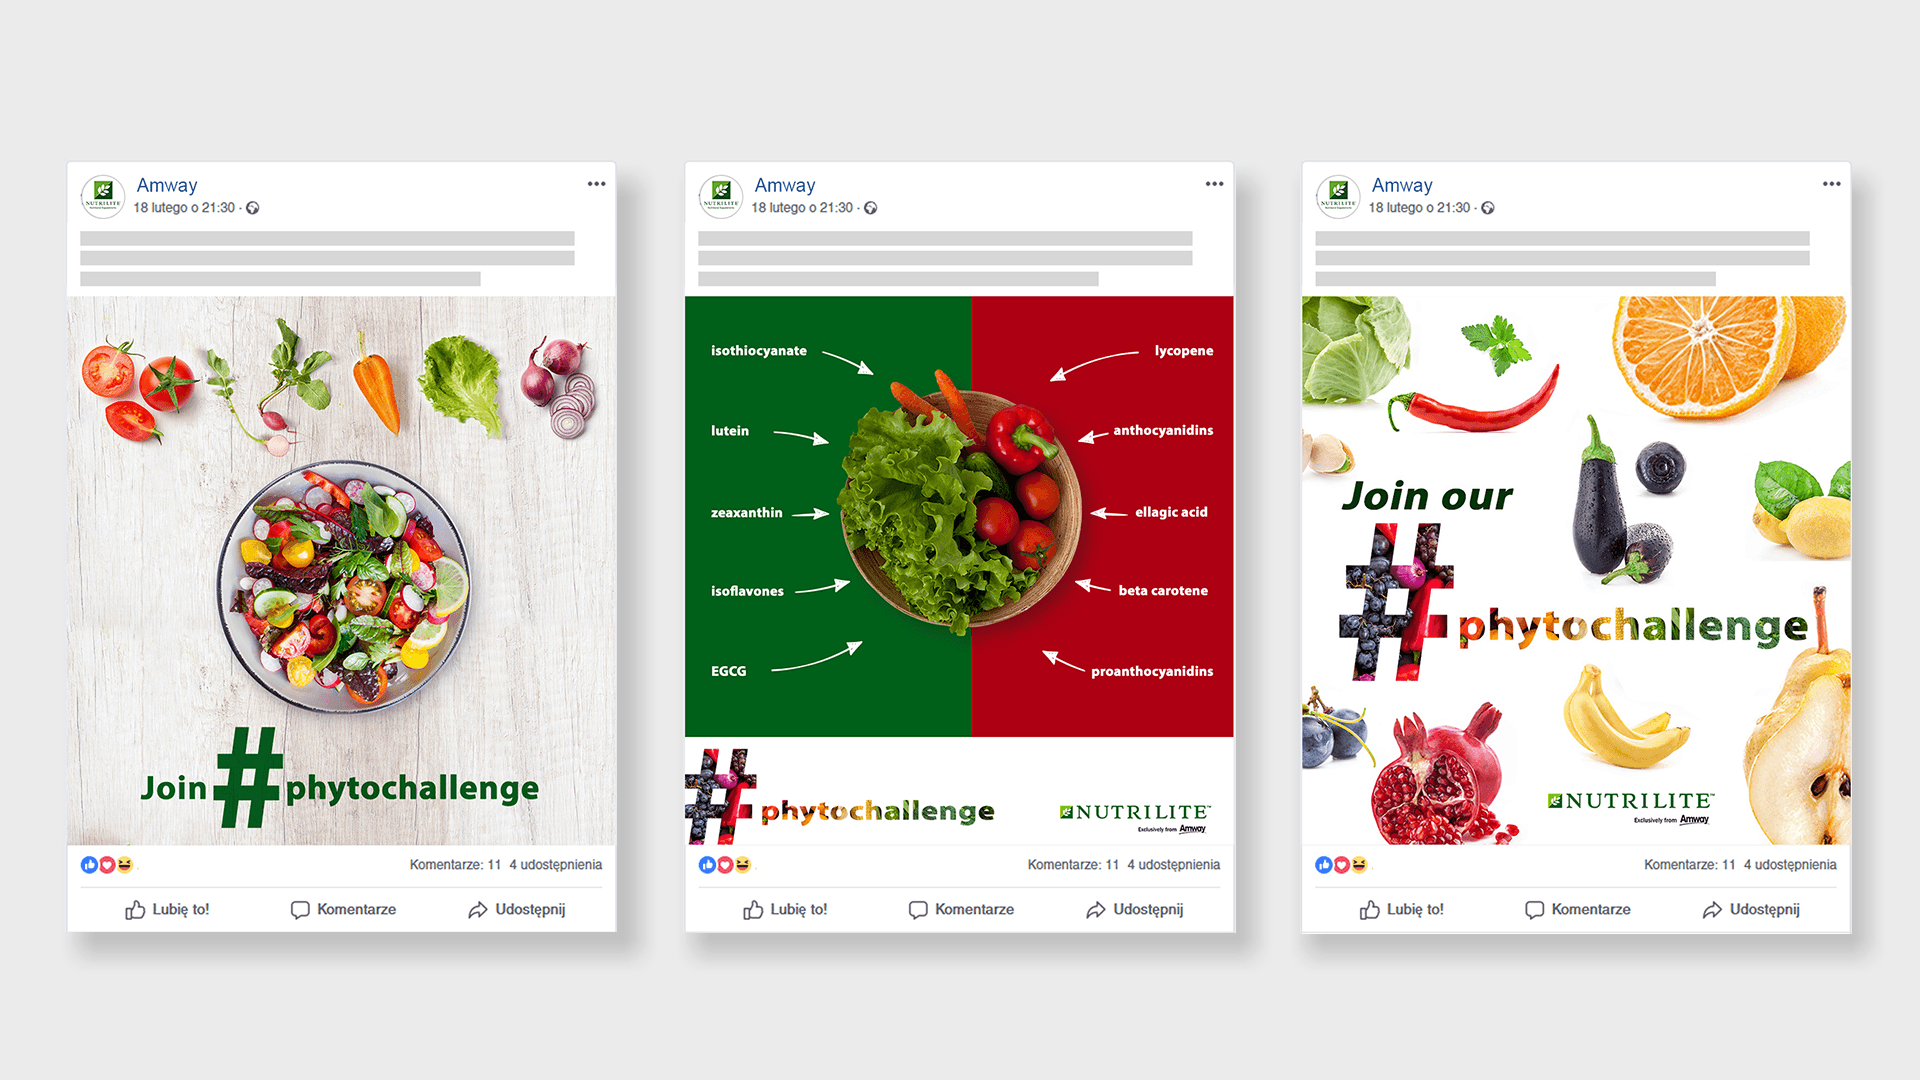 Amway
18 lutego o 21:30 ·
NUTRILITE
Join #phytochallenge
Komentarze: 11 4 udostępnienia
Lubię to! Komentarze Udostępnij
Amway
18 lutego o 21:30 ·
NUTRILITE
isothiocyanate
lutein
zeaxanthin
isoflavones
EGCG
lycopene
anthocyanidins
ellagic acid
beta carotene
proanthocyanidins
#phytochallenge
NUTRILITE™
Exclusively from Amway
Komentarze: 11 4 udostępnienia
Lubię to! Komentarze Udostępnij
Amway
18 lutego o 21:30 ·
NUTRILITE
Join our
#phytochallenge
NUTRILITE™
Exclusively from Amway
Komentarze: 11 4 udostępnienia
Lubię to! Komentarze Udostępnij